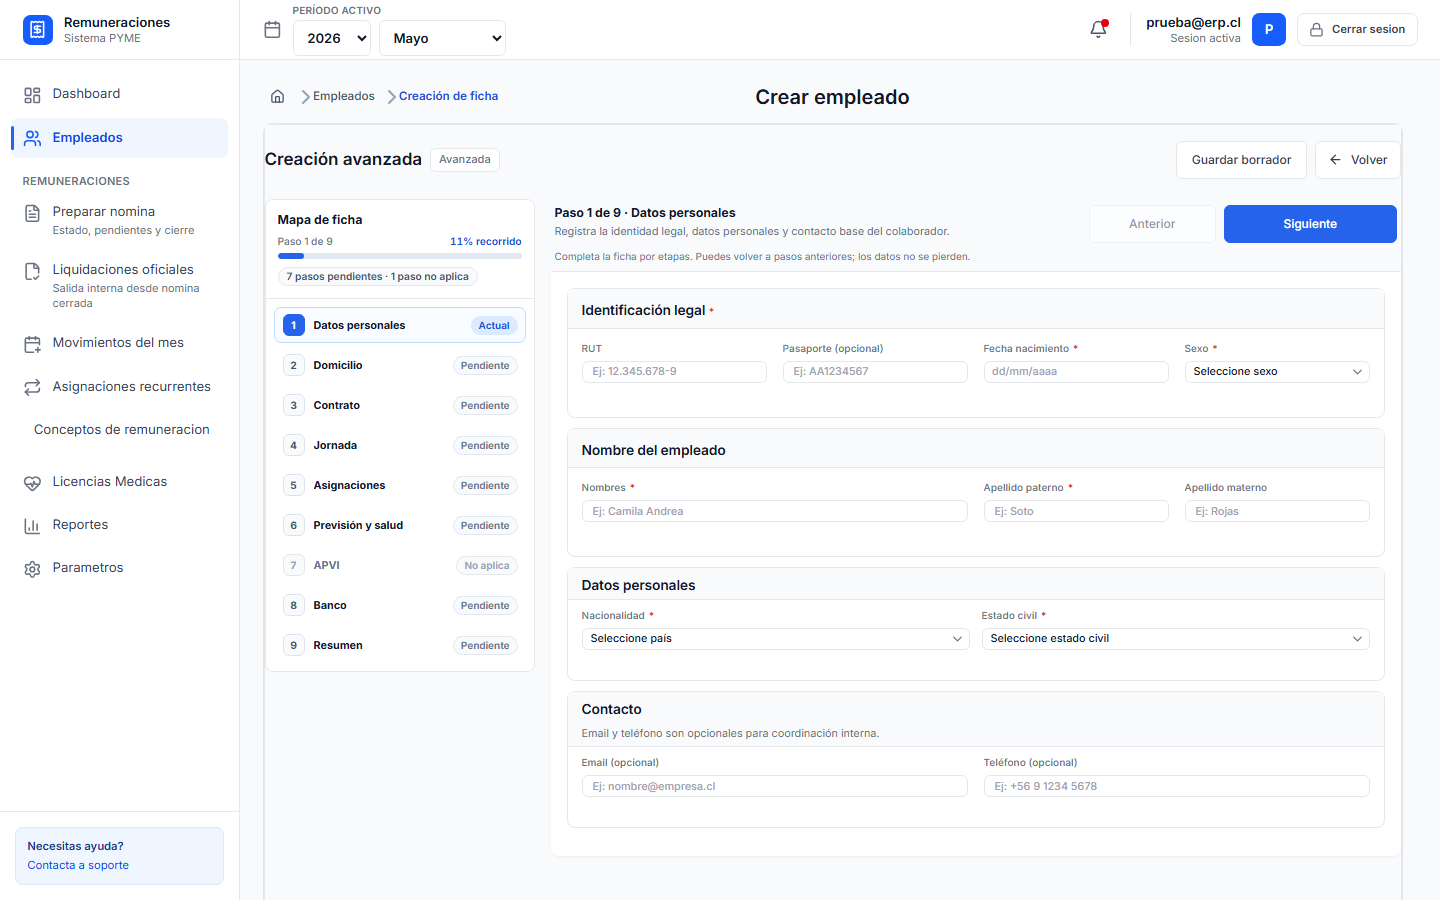 Remuneraciones
Sistema PYME
PERÍODO ACTIVO
2026
Mayo
prueba@erp.cl
Sesion activa
P
Cerrar sesion
Dashboard
Empleados
REMUNERACIONES
Preparar nomina
Estado, pendientes y cierre
Liquidaciones oficiales
Salida interna desde nomina
cerrada
Movimientos del mes
Asignaciones recurrentes
Conceptos de remuneracion
Licencias Medicas
Reportes
Parametros
Necesitas ayuda?
Contacta a soporte
Empleados
Creación de ficha
Crear empleado
Creación avanzada
Avanzada
Guardar borrador
Volver
Mapa de ficha
Paso 1 de 9
11% recorrido
7 pasos pendientes · 1 paso no aplica
1 Datos personales Actual
2 Domicilio Pendiente
3 Contrato Pendiente
4 Jornada Pendiente
5 Asignaciones Pendiente
6 Previsión y salud Pendiente
7 APVI No aplica
8 Banco Pendiente
9 Resumen Pendiente
Paso 1 de 9 · Datos personales
Registra la identidad legal, datos personales y contacto base del colaborador.
Completa la ficha por etapas. Puedes volver a pasos anteriores; los datos no se pierden.
Anterior
Siguiente
Identificación legal *
RUT
Ej: 12.345.678-9
Pasaporte (opcional)
Ej: AA1234567
Fecha nacimiento *
dd/mm/aaaa
Sexo *
Seleccione sexo
Nombre del empleado
Nombres *
Ej: Camila Andrea
Apellido paterno *
Ej: Soto
Apellido materno
Ej: Rojas
Datos personales
Nacionalidad *
Seleccione país
Estado civil *
Seleccione estado civil
Contacto
Email y teléfono son opcionales para coordinación interna.
Email (opcional)
Ej: nombre@empresa.cl
Teléfono (opcional)
Ej: +56 9 1234 5678